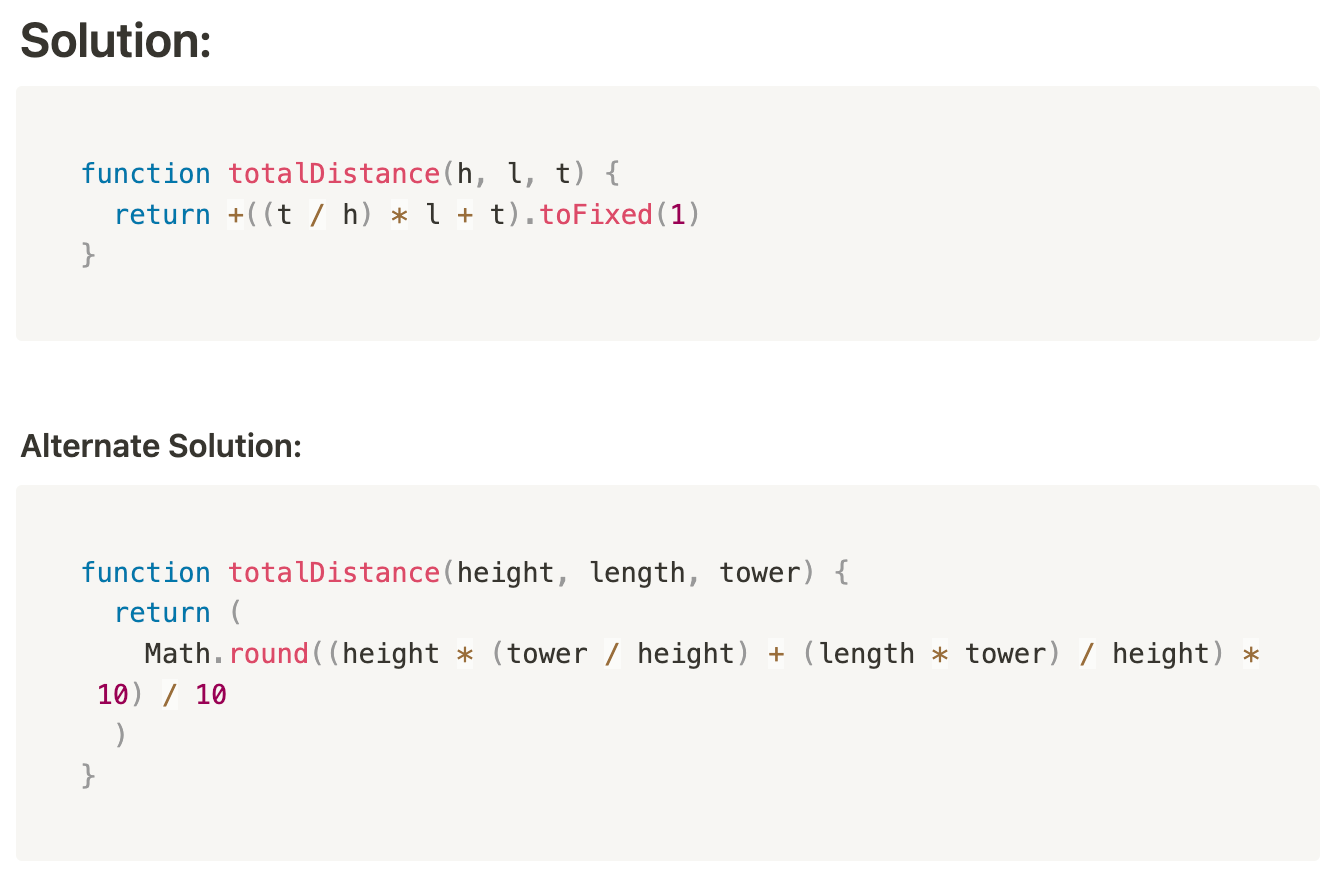 Solution:
function totalDistance(h, l, t) {
  return +((t / h) * l + t).toFixed(1)
}
Alternate Solution:
function totalDistance(height, length, tower) {
  return (
    Math.round((height * (tower / height) + (length * tower) / height) *
 10) / 10
  )
}